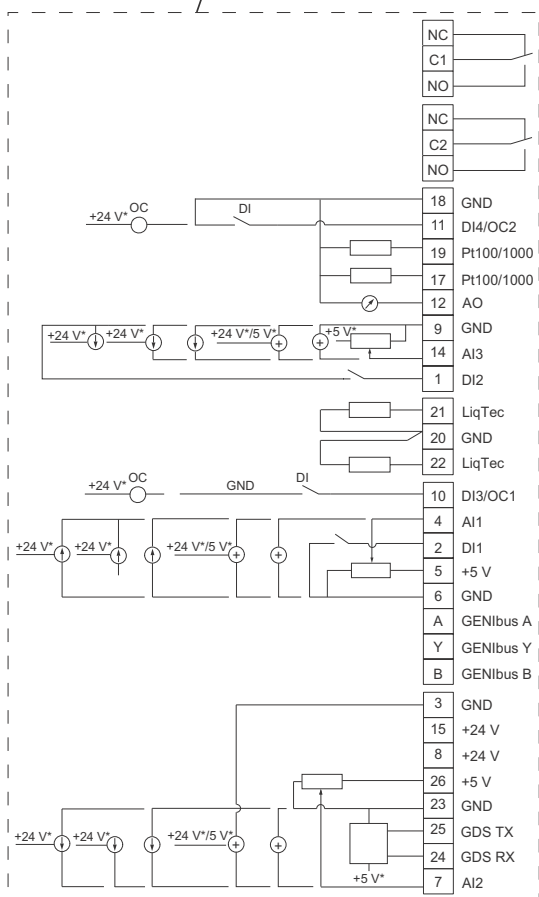 NC
C1
NO
NC
C2
NO
18 GND
+24 V* OC DI 11 DI4/OC2
19 Pt100/1000
17 Pt100/1000
12 AO
9 GND
+24 V* +24 V* +24 V*/5 V* +5 V*
14 AI3
1 DI2
21 LiqTec
20 GND
22 LiqTec
+24 V* OC GND DI 10 DI3/OC1
4 AI1
2 DI1
+24 V* +24 V* +24 V*/5 V*
5 +5 V
6 GND
A GENIbus A
Y GENIbus Y
B GENIbus B
3 GND
15 +24 V
8 +24 V
26 +5 V
23 GND
25 GDS TX
+24 V* +24 V* +24 V*/5 V*
24 GDS RX
+5 V*
7 AI2